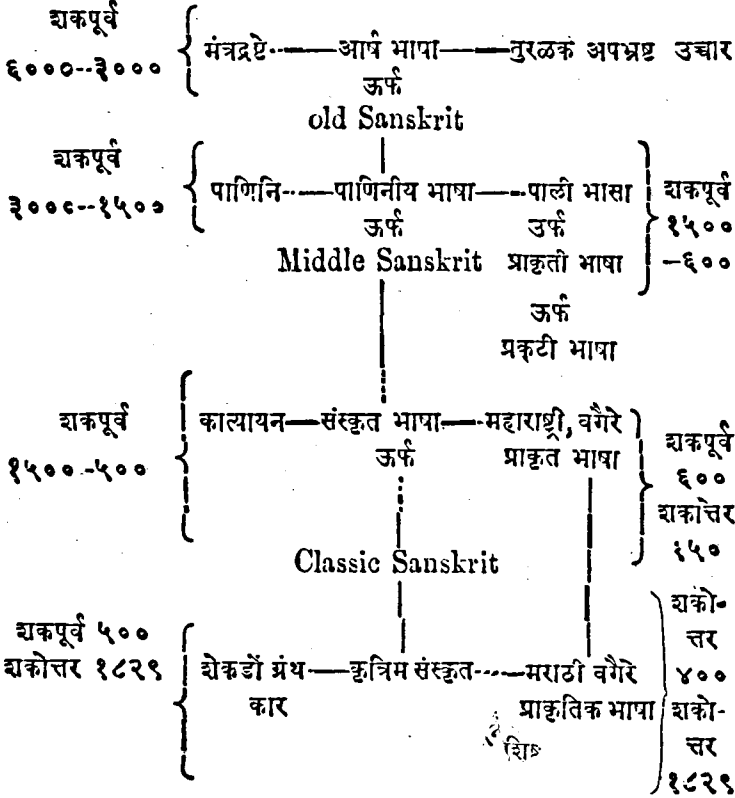 शकपूर्व
६०००--३०००
मंत्रद्रष्टे --- आर्ष भाषा --- तुरळक अपभ्रष्ट उच्चार
ऊर्फ
old Sanskrit
शकपूर्व
३०००--१५००
पाणिनि --- पाणिनीय भाषा --- पाली भासा
ऊर्फ उर्फ
Middle Sanskrit प्राकृती भाषा
ऊर्फ
प्रकृटी भाषा
शकपूर्व
१५००
-६००
शकपूर्व
१५००--५००
कात्यायन --- संस्कृत भाषा --- महाराष्ट्री, वगैरे
ऊर्फ प्राकृत भाषा
Classic Sanskrit
शकपूर्व
६००
शकोत्तर
शकपूर्व ५००
शकोत्तर १८२९
शेकडों ग्रंथ --- कृत्रिम संस्कृत --- मराठी वगैरे
कार प्राकृतिक भाषा
शको-
त्तर
४००
शको-
त्तर
१८२९